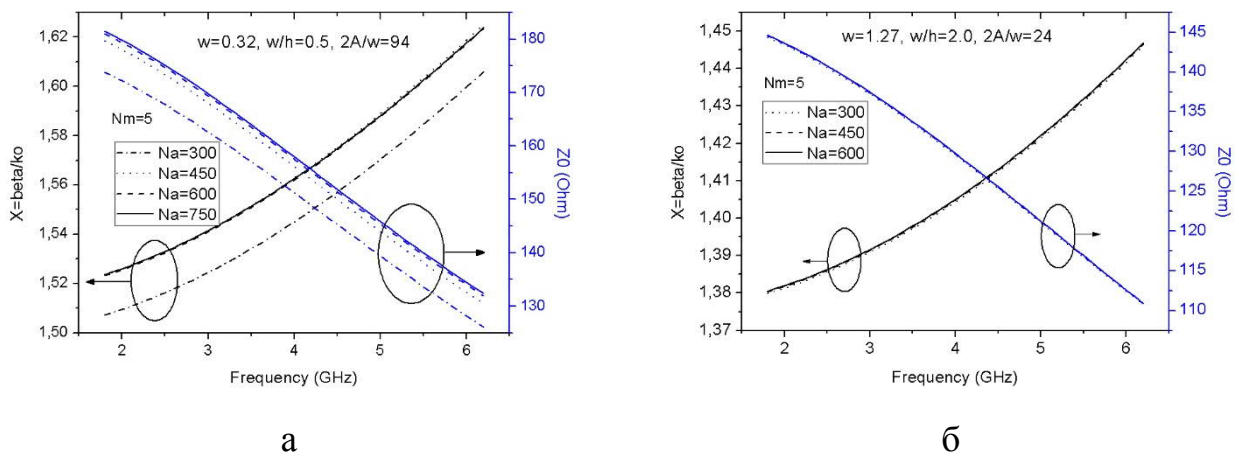 w=0.32, w/h=0.5, 2A/w=94
Nm=5
Na=300
Na=450
Na=600
Na=750
X=beta/ko
1,62
1,60
1,58
1,56
1,54
1,52
1,50
2
3
4
5
6
Frequency (GHz)
180
170
160
150
140
130
Z0 (Ohm)
а
w=1.27, w/h=2.0, 2A/w=24
Nm=5
Na=300
Na=450
Na=600
X=beta/ko
1,45
1,44
1,43
1,42
1,41
1,40
1,39
1,38
1,37
2
3
4
5
6
Frequency (GHz)
145
140
135
130
125
120
115
110
Z0 (Ohm)
б